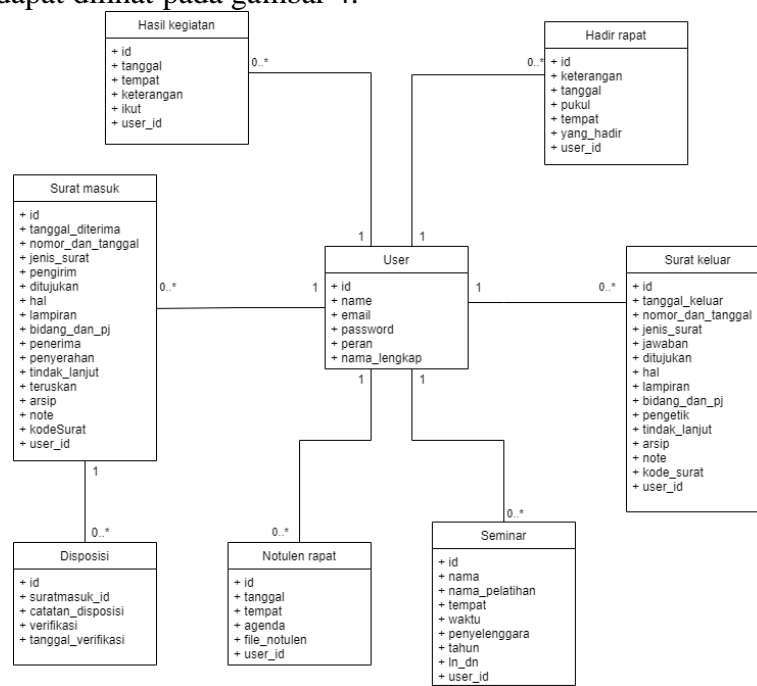 dapat dilihat pada gambar 4.
Hasil kegiatan
+ id
+ tanggal
+ tempat
+ keterangan
+ ikut
+ user_id
0..*
1
Hadir rapat
+ id
+ keterangan
+ tanggal
+ pukul
+ tempat
+ yang_hadir
+ user_id
0..*
1
Surat masuk
+ id
+ tanggal_diterima
+ nomor_dan_tanggal
+ jenis_surat
+ pengirim
+ ditujukan
+ hal
+ lampiran
+ bidang_dan_pj
+ penerima
+ penyerahan
+ tindak_lanjut
+ teruskan
+ arsip
+ note
+ kodeSurat
+ user_id
0..*
1
User
+ id
+ name
+ email
+ password
+ peran
+ nama_lengkap
1
0..*
Surat keluar
+ id
+ tanggal_keluar
+ nomor_dan_tanggal
+ jenis_surat
+ jawaban
+ ditujukan
+ hal
+ lampiran
+ bidang_dan_pj
+ pengetik
+ tindak_lanjut
+ arsip
+ note
+ kode_surat
+ user_id
1
1
1
0..*
Disposisi
+ id
+ suratmasuk_id
+ catatan_disposisi
+ verifikasi
+ tanggal_verifikasi
0..*
Notulen rapat
+ id
+ tanggal
+ tempat
+ agenda
+ file_notulen
+ user_id
0..*
Seminar
+ id
+ nama
+ nama_pelatihan
+ tempat
+ waktu
+ penyelenggara
+ tahun
+ ln_dn
+ user_id